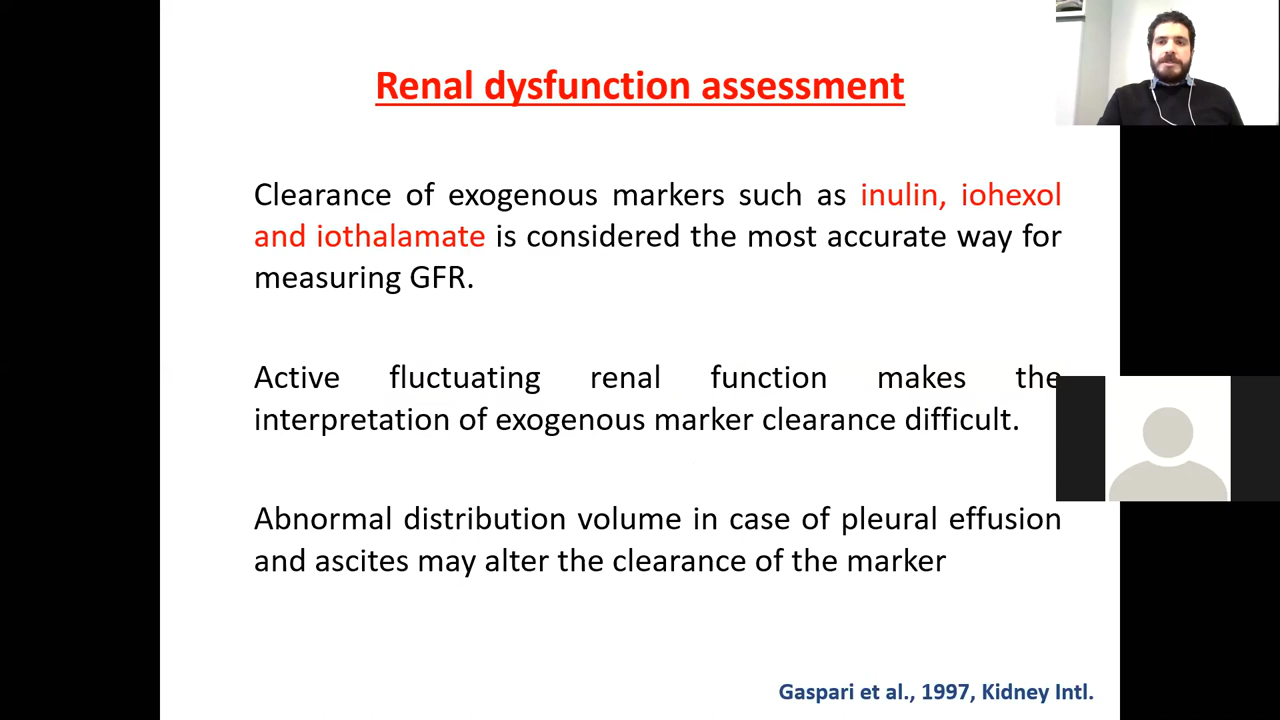 Renal dysfunction assessment
Clearance of exogenous markers such as inulin, iohexol
and iothalamate is considered the most accurate way for
measuring GFR.
Active fluctuating renal function makes the
interpretation of exogenous marker clearance difficult.
Abnormal distribution volume in case of pleural effusion
and ascites may alter the clearance of the marker
Gaspari et al., 1997, Kidney Intl.